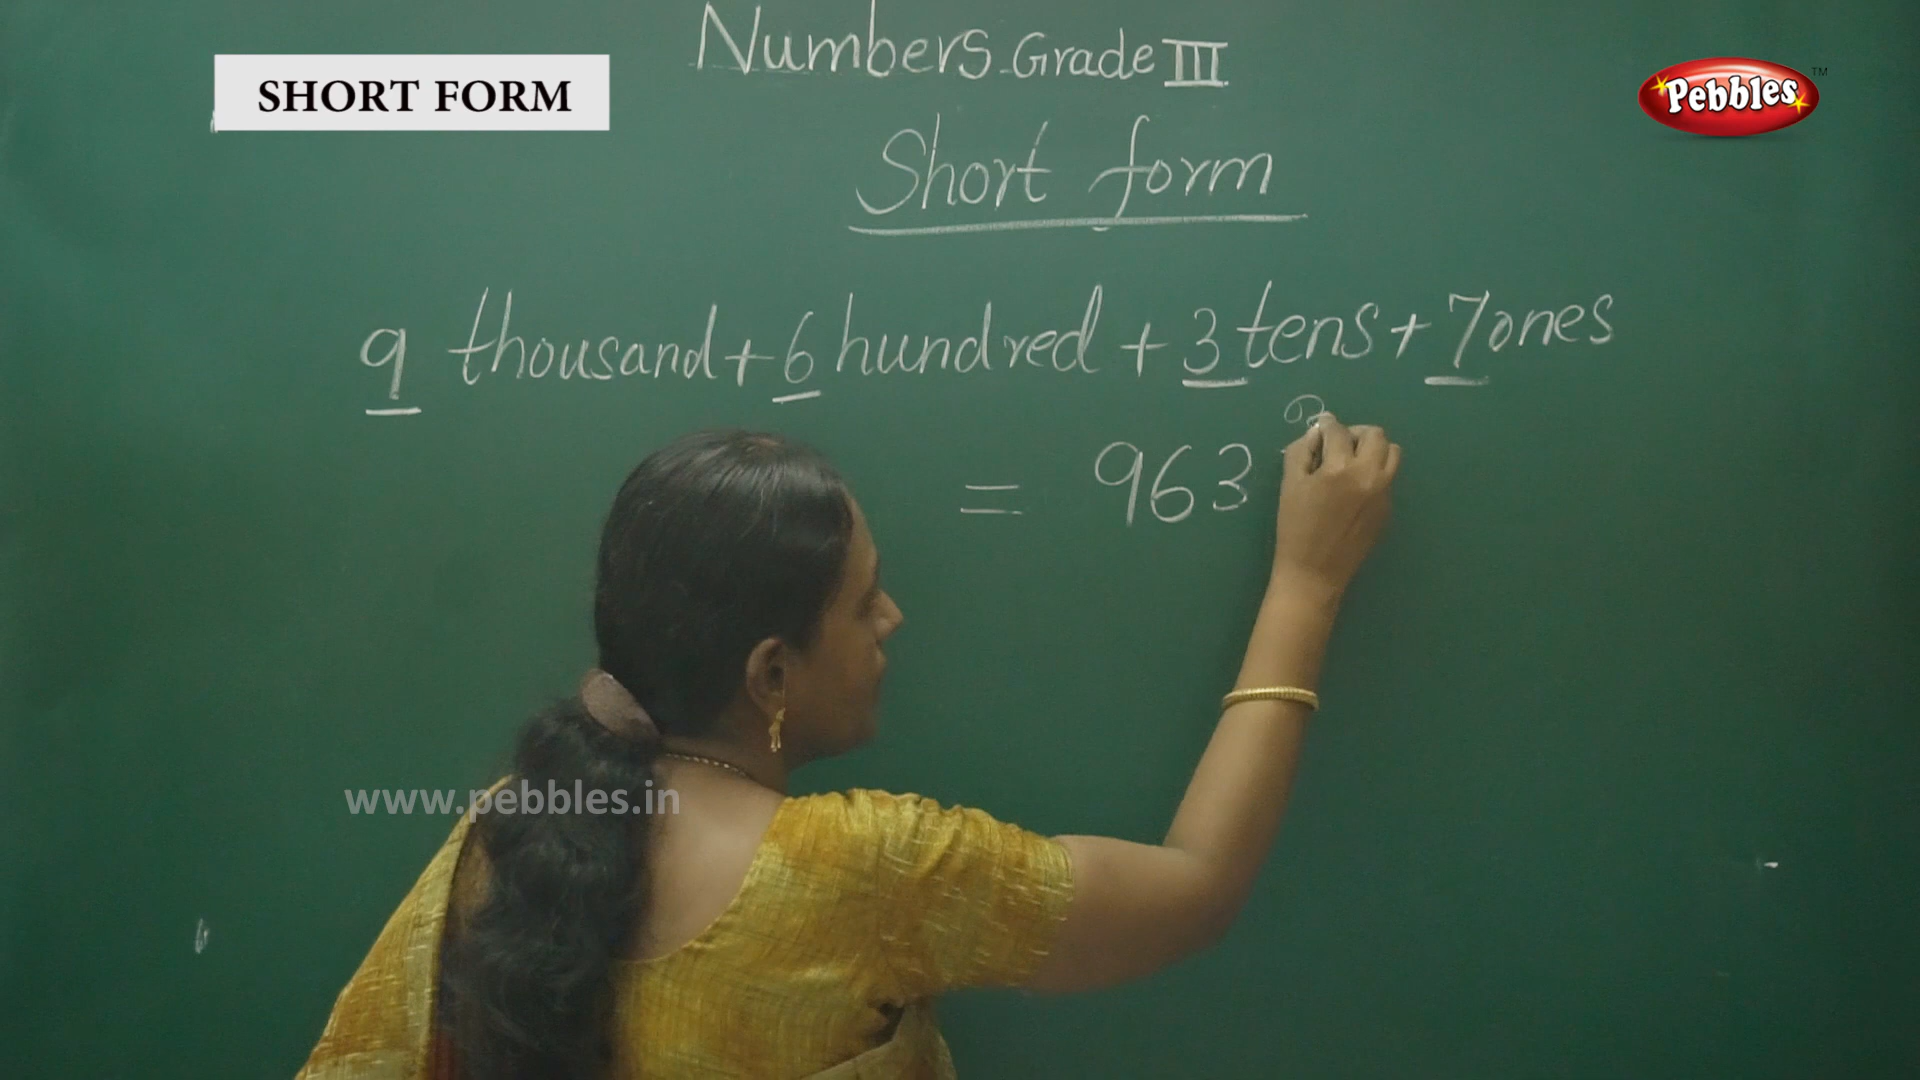 Numbers Grade III
SHORT FORM
Pebbles TM
Short form
9 thousand + 6 hundred + 3 tens + 7 ones
= 963
www.pebbles.in